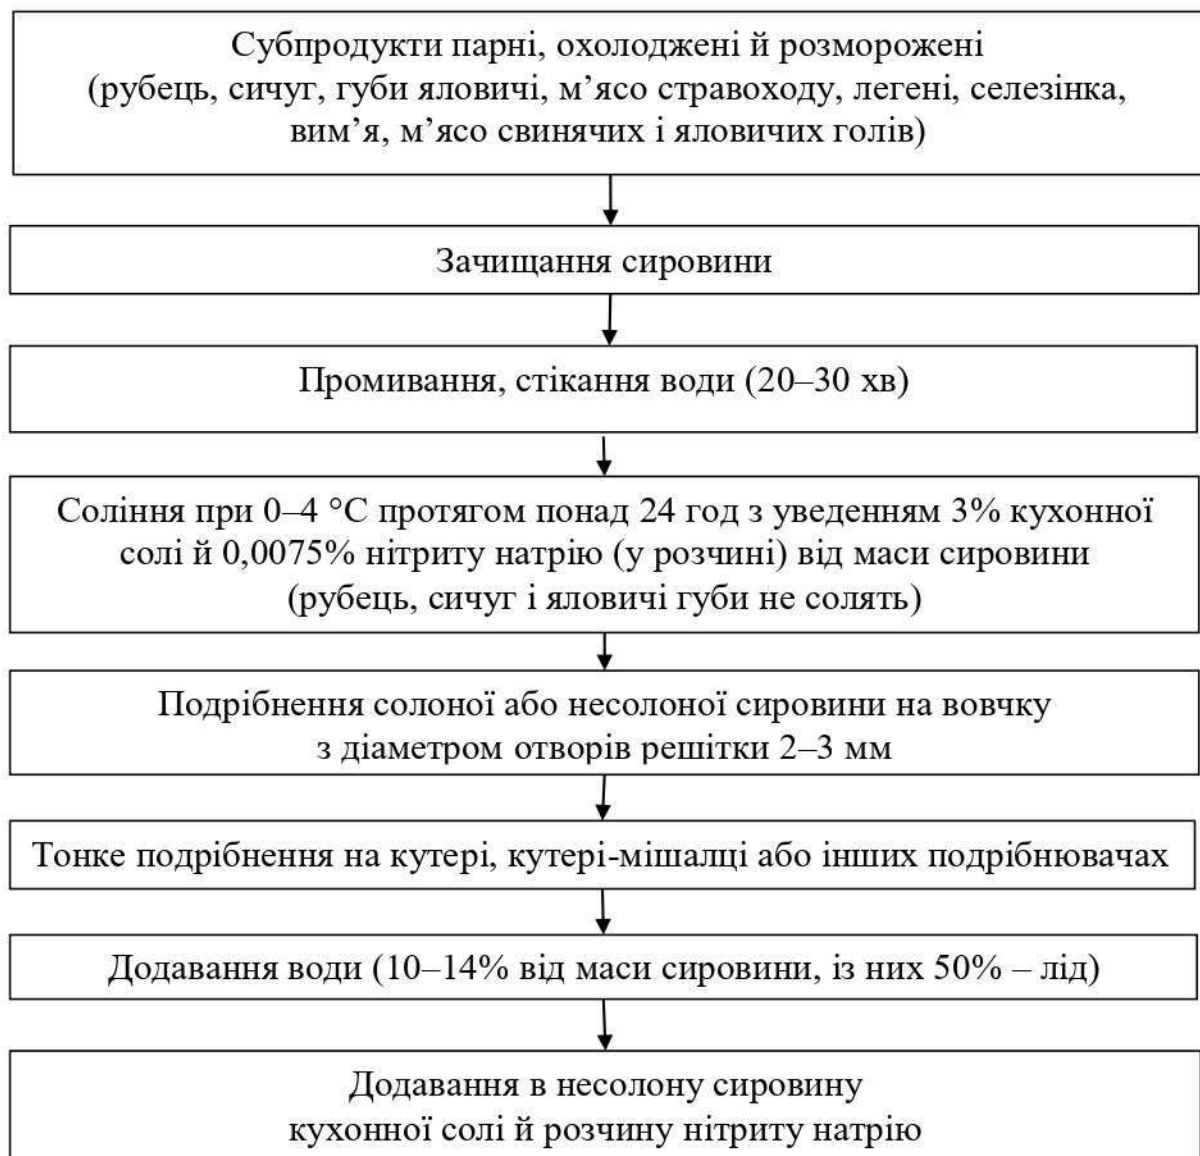 Субпродукти парні, охолоджені й розморожені
(рубець, сичуг, губи яловичі, м’ясо стравоходу, легені, селезінка,
вим’я, м’ясо свинячих і яловичих голів)
Зачищання сировини
Промивання, стікання води (20–30 хв)
Соління при 0–4 °C протягом понад 24 год з уведенням 3% кухонної
солі й 0,0075% нітриту натрію (у розчині) від маси сировини
(рубець, сичуг і яловичі губи не солять)
Подрібнення солоної або несолоної сировини на вовчку
з діаметром отворів решітки 2–3 мм
Тонке подрібнення на кутері, кутері-мішалці або інших подрібнювачах
Додавання води (10–14% від маси сировини, із них 50% – лід)
Додавання в несолону сировину
кухонної солі й розчину нітриту натрію